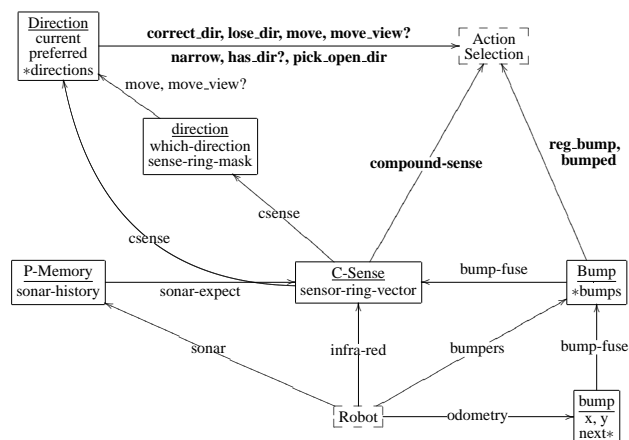 Direction
current
preferred
*directions
correct_dir, lose_dir, move, move_view?
narrow, has_dir?, pick_open_dir
Action
Selection
move, move_view?
direction
which-direction
sense-ring-mask
compound-sense
reg_bump,
bumped
csense
csense
P-Memory
sonar-history
sonar-expect
C-Sense
sensor-ring-vector
bump-fuse
Bump
*bumps
sonar
infra-red
bumpers
bump-fuse
Robot
odometry
bump
x, y
next*